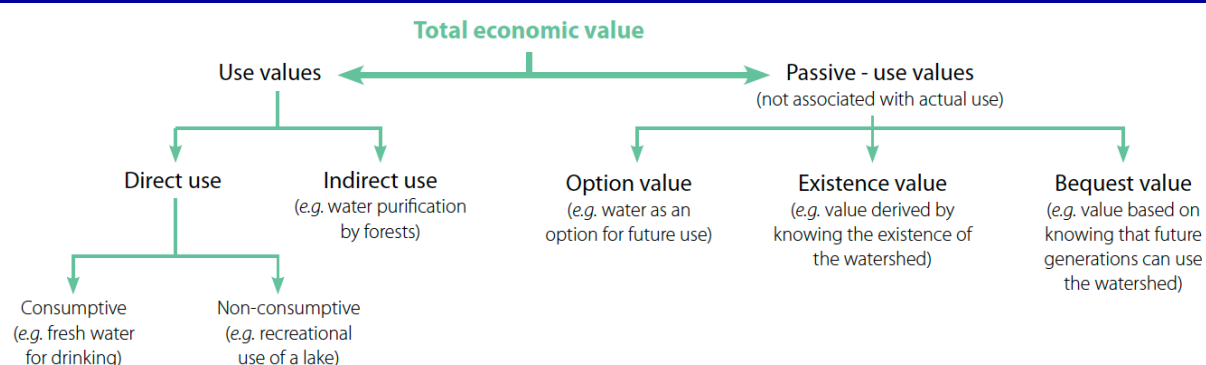 Total economic value
Use values
Passive - use values
(not associated with actual use)
Direct use
Indirect use
(e.g. water purification
by forests)
Option value
(e.g. water as an
option for future use)
Existence value
(e.g. value derived by
knowing the existence of
the watershed)
Bequest value
(e.g. value based on
knowing that future
generations can use
the watershed)
Consumptive
(e.g. fresh water
for drinking)
Non-consumptive
(e.g. recreational
use of a lake)